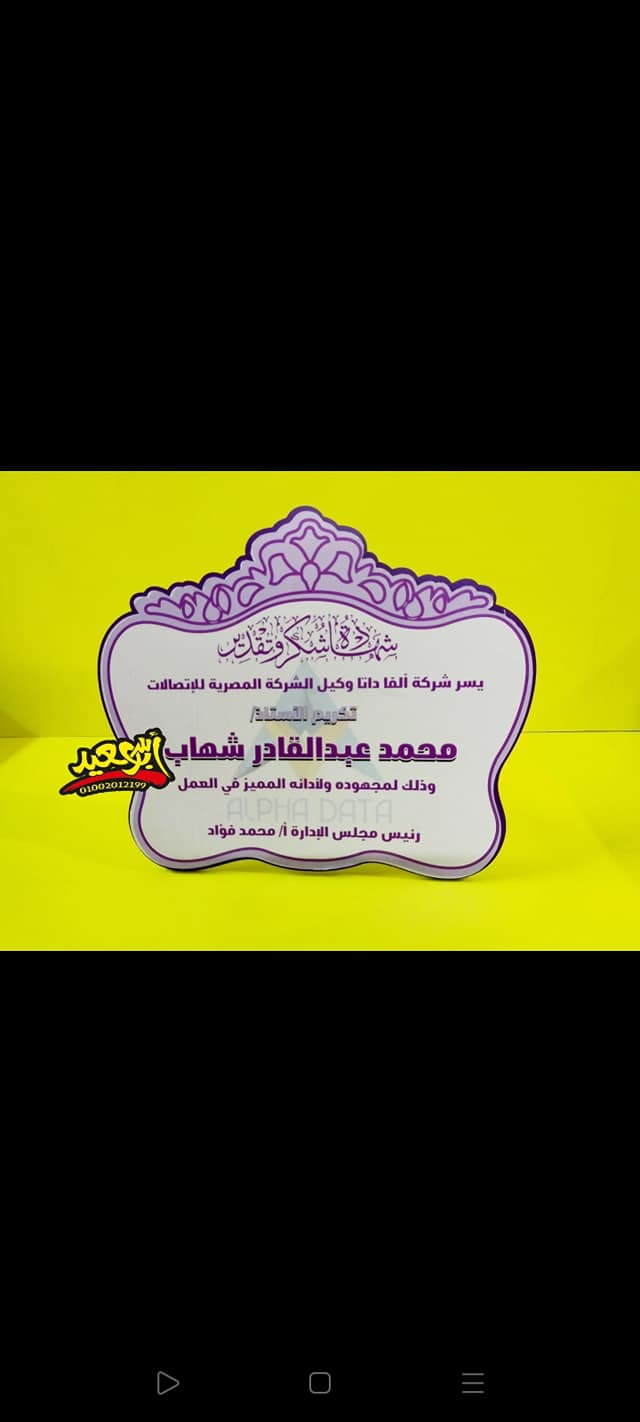 شهادة شكر وتقدير
يسر شركة ألفا داتا وكيل الشركة المصرية للإتصالات
تكريم الأستاذ/
محمد عبدالقادر شهاب
وذلك لمجهوده ولأدائه المميز في العمل
ALPHA DATA
رئيس مجلس الإدارة أ/ محمد فؤاد
أبو سعيد
01002012199